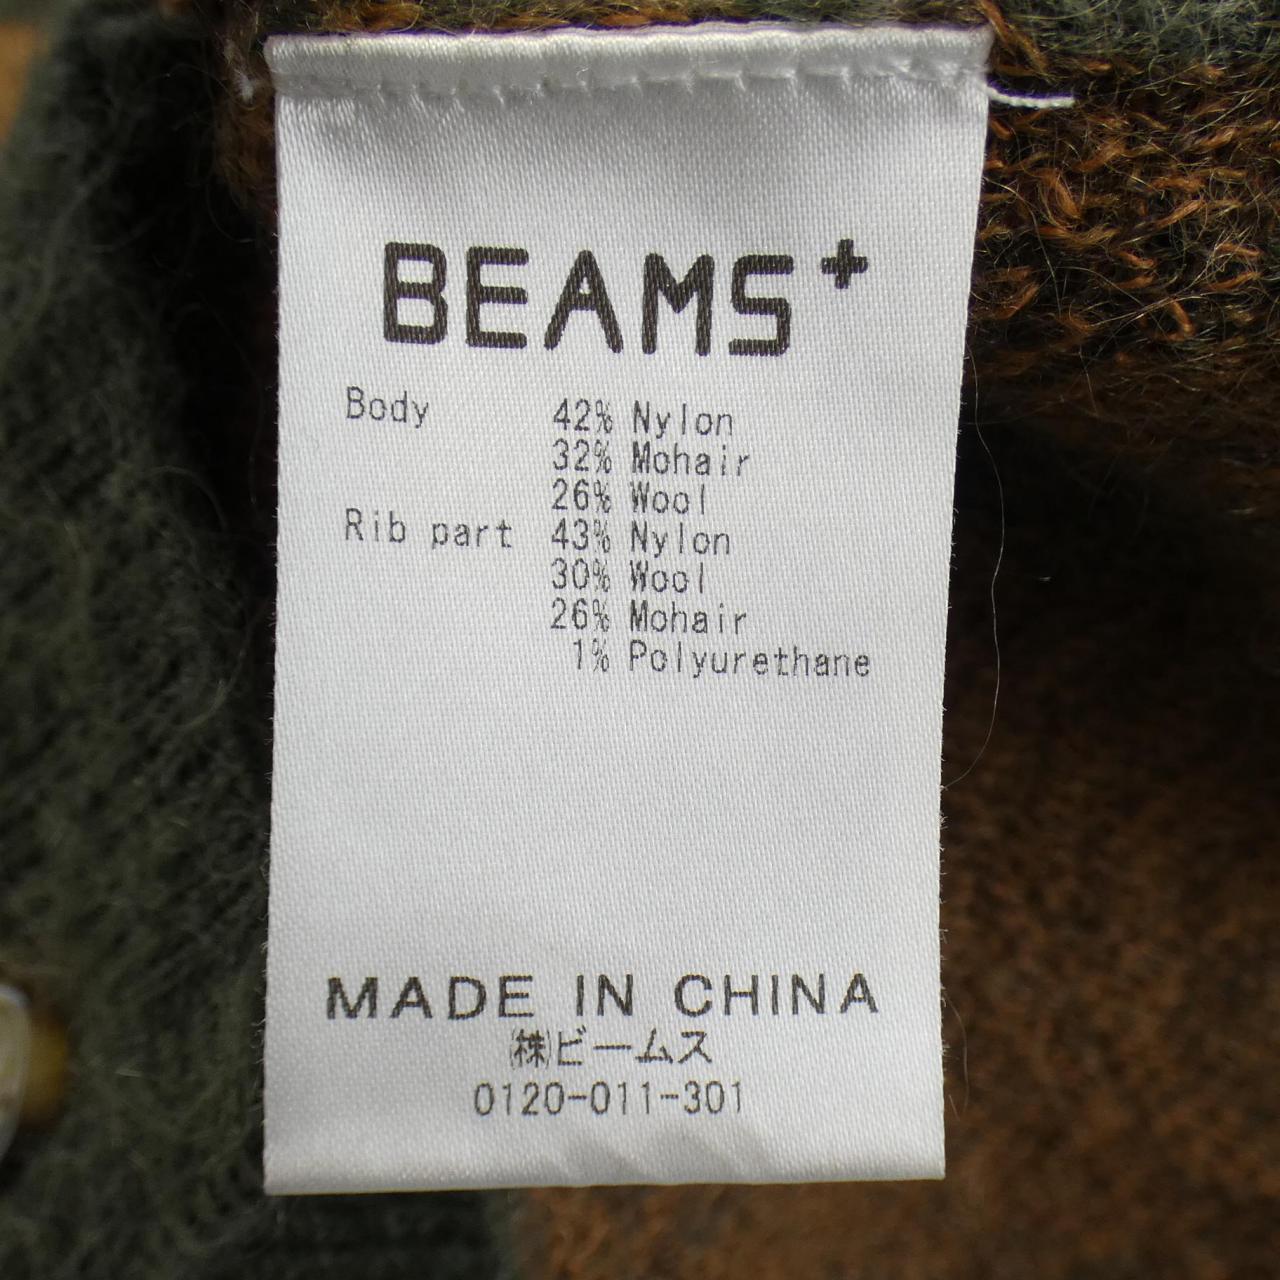 BEAMS+
Body 42% Nylon
32% Mohair
26% Wool
Rib part 43% Nylon
30% Wool
26% Mohair
1% Polyurethane
MADE IN CHINA
㈱ビームス
0120-011-301